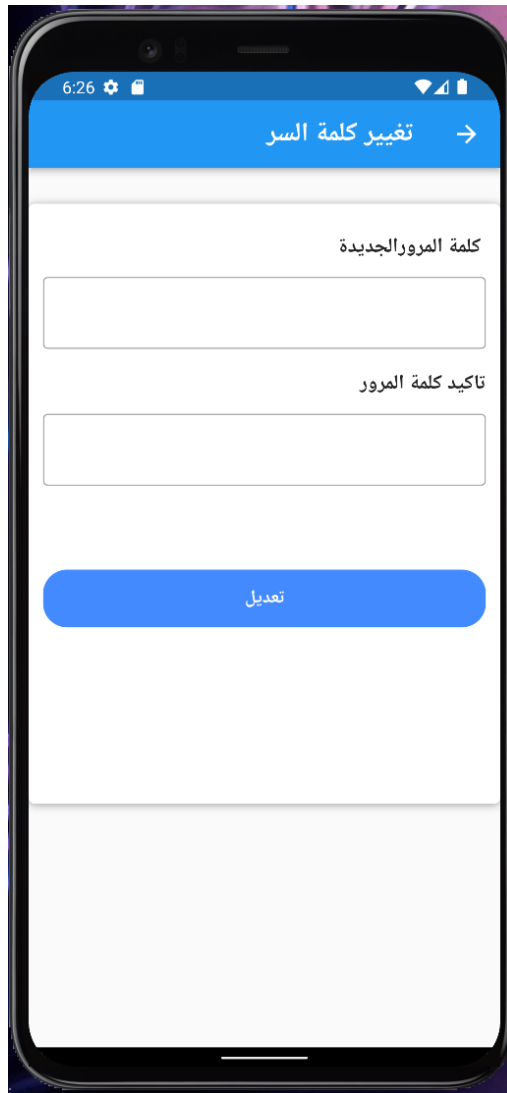 6:26
تغيير كلمة السر
كلمة المرورالجديدة
تاكيد كلمة المرور
تعديل